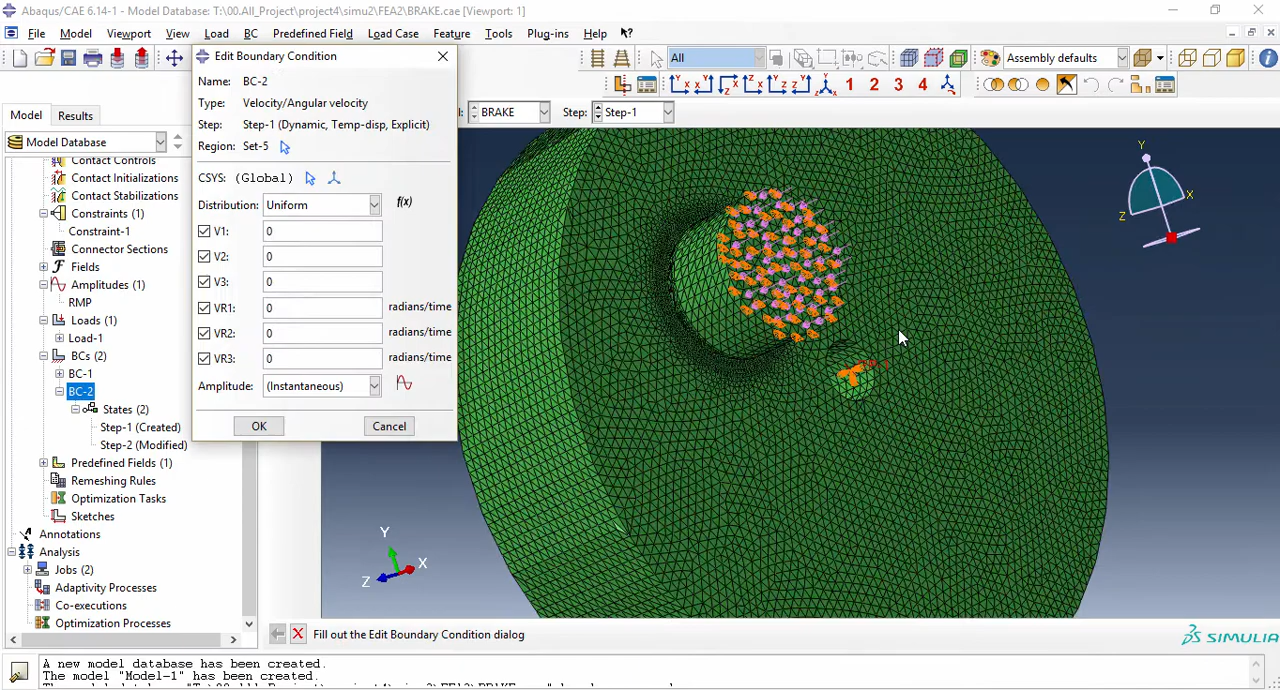 Abaqus/CAE 6.14-1 - Model Database: T:\00.All_Project\project4\simu2\FEA2\BRAKE.cae [Viewport: 1]
File Model Viewport View Load BC Predefined Field Load Case Feature Tools Plug-ins Help
All
Assembly defaults
1 2 3 4
Model Results
BRAKE Step: Step-1
Model Database
Contact Controls
Contact Initializations
Contact Stabilizations
Constraints (1)
Constraint-1
Connector Sections
Fields
Amplitudes (1)
RMP
Loads (1)
Load-1
BCs (2)
BC-1
BC-2
States (2)
Step-1 (Created)
Step-2 (Modified)
Predefined Fields (1)
Remeshing Rules
Optimization Tasks
Sketches
Annotations
Analysis
Jobs (2)
Adaptivity Processes
Co-executions
Optimization Processes
Edit Boundary Condition
Name: BC-2
Type: Velocity/Angular velocity
Step: Step-1 (Dynamic, Temp-disp, Explicit)
Region: Set-5
CSYS: (Global)
Distribution: Uniform f(x)
V1: 0
V2: 0
V3: 0
VR1: 0 radians/time
VR2: 0 radians/time
VR3: 0 radians/time
Amplitude: (Instantaneous)
OK Cancel
Y
X
Z
Y
X
Z
Fill out the Edit Boundary Condition dialog
SIMULIA
A new model database has been created.
The model "Model-1" has been created.